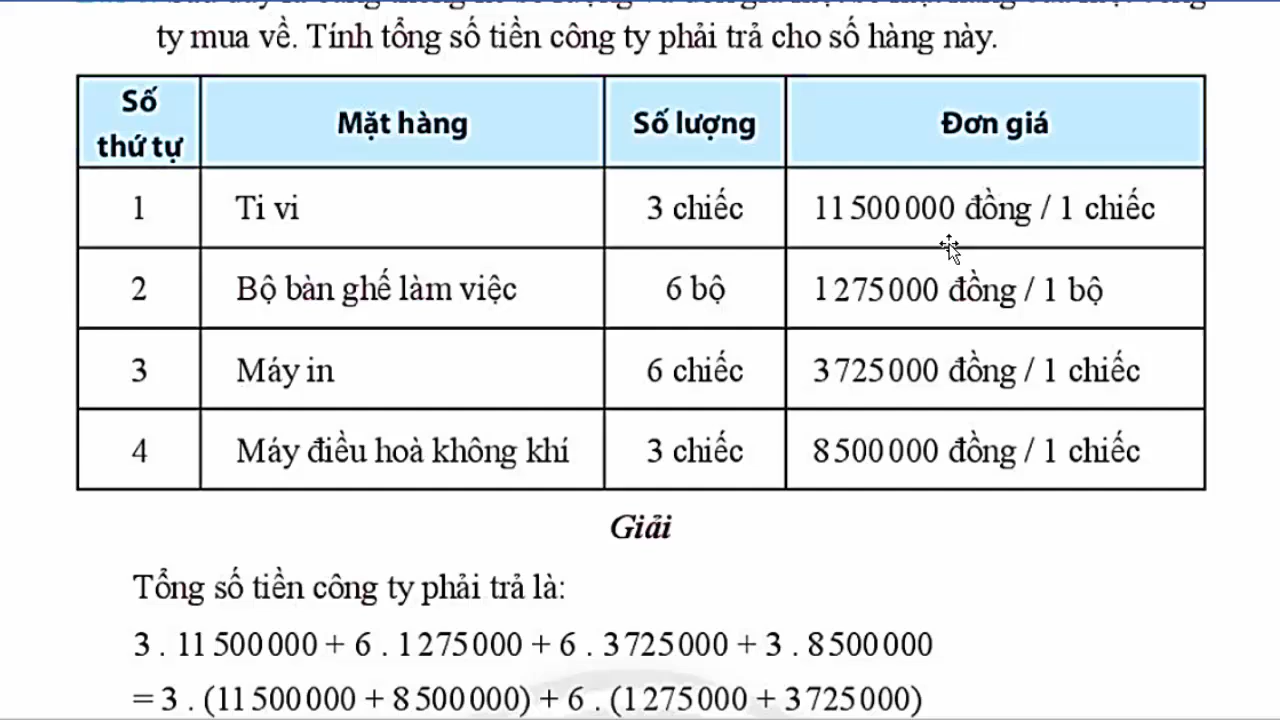 ty mua về. Tính tổng số tiền công ty phải trả cho số hàng này.
Số thứ tự Mặt hàng Số lượng Đơn giá
1 Ti vi 3 chiếc 11 500 000 đồng / 1 chiếc
2 Bộ bàn ghế làm việc 6 bộ 1 275 000 đồng / 1 bộ
3 Máy in 6 chiếc 3 725 000 đồng / 1 chiếc
4 Máy điều hoà không khí 3 chiếc 8 500 000 đồng / 1 chiếc
Giải
Tổng số tiền công ty phải trả là:
3 . 11 500 000 + 6 . 1 275 000 + 6 . 3 725 000 + 3 . 8 500 000
= 3 . (11 500 000 + 8 500 000) + 6 . (1 275 000 + 3 725 000)